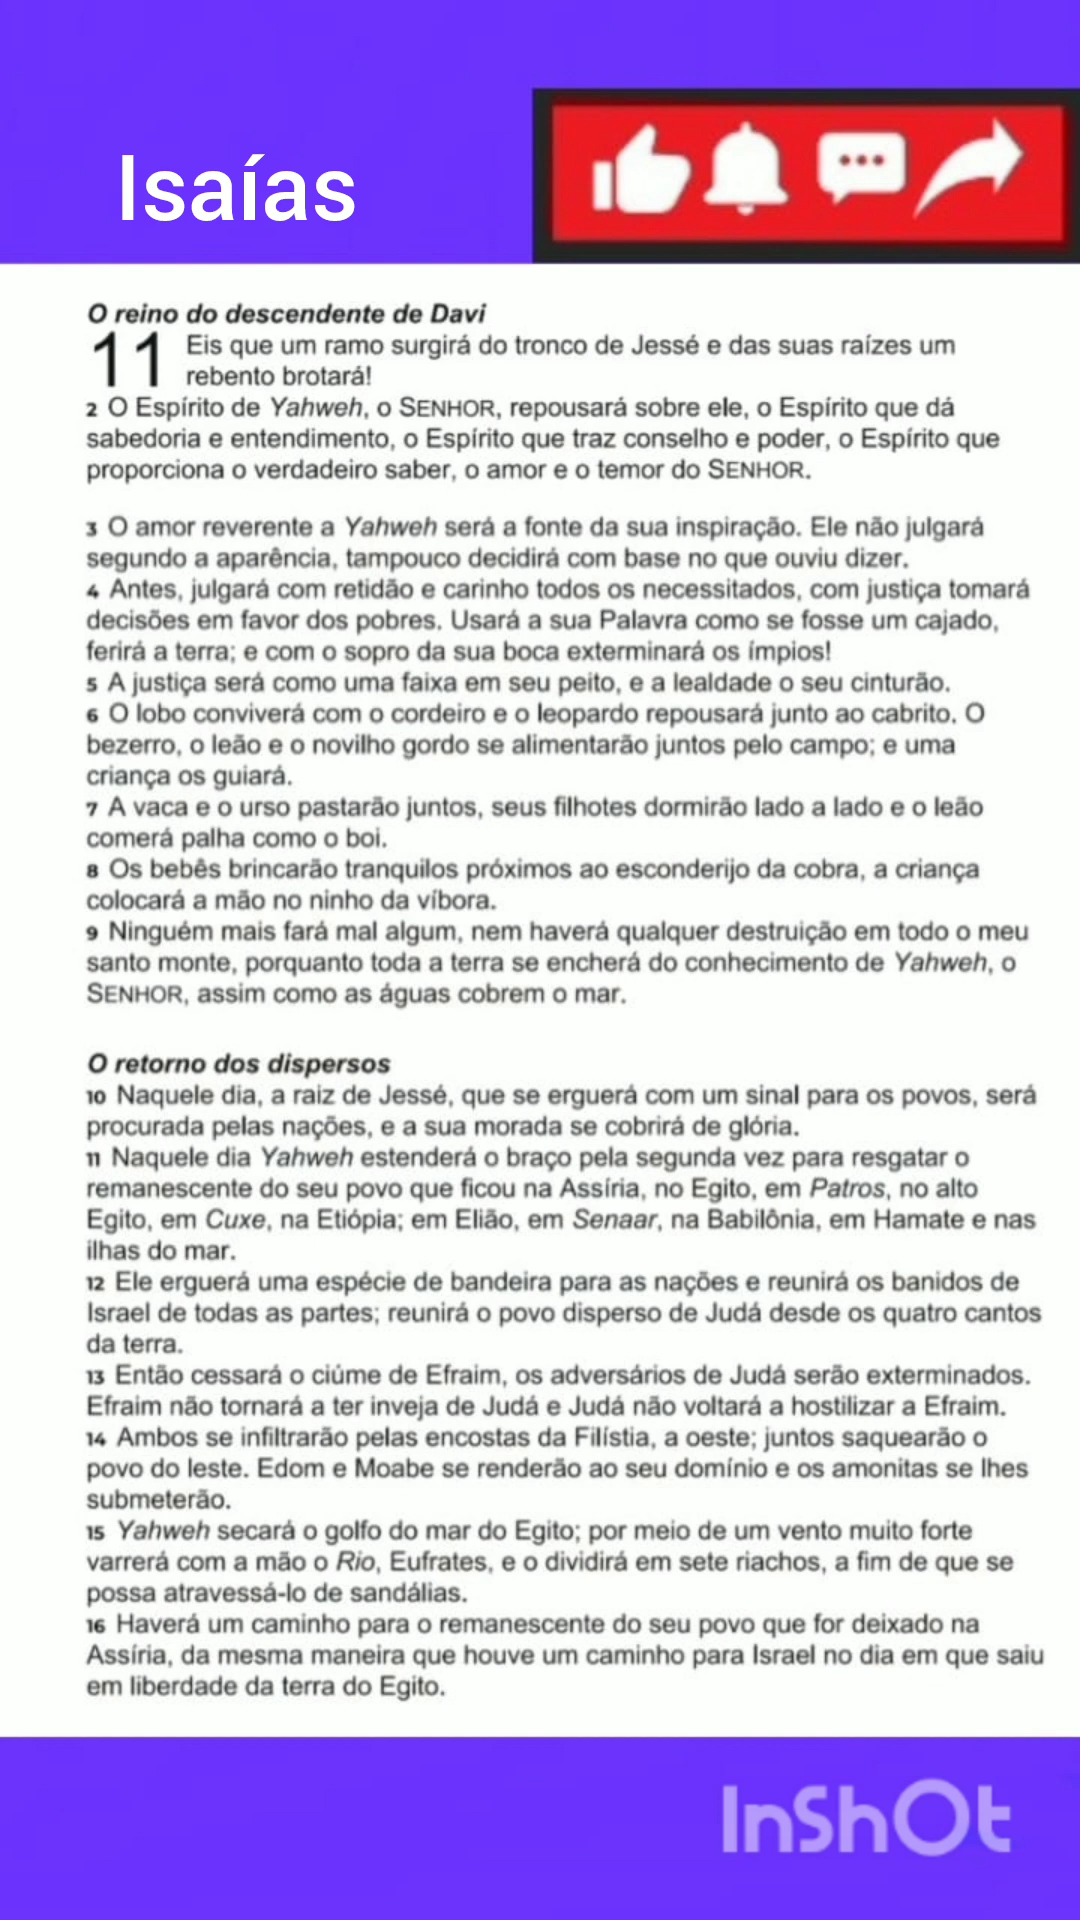 Isaías
O reino do descendente de Davi
11 Eis que um ramo surgirá do tronco de Jessé e das suas raízes um
rebento brotará!
2 O Espírito de Yahweh, o SENHOR, repousará sobre ele, o Espírito que dá
sabedoria e entendimento, o Espírito que traz conselho e poder, o Espírito que
proporciona o verdadeiro saber, o amor e o temor do SENHOR.
3 O amor reverente a Yahweh será a fonte da sua inspiração. Ele não julgará
segundo a aparência, tampouco decidirá com base no que ouviu dizer.
4 Antes, julgará com retidão e carinho todos os necessitados, com justiça tomará
decisões em favor dos pobres. Usará a sua Palavra como se fosse um cajado,
ferirá a terra; e com o sopro da sua boca exterminará os ímpios!
5 A justiça será como uma faixa em seu peito, e a lealdade o seu cinturão.
6 O lobo conviverá com o cordeiro e o leopardo repousará junto ao cabrito. O
bezerro, o leão e o novilho gordo se alimentarão juntos pelo campo; e uma
criança os guiará.
7 A vaca e o urso pastarão juntos, seus filhotes dormirão lado a lado e o leão
comerá palha como o boi.
8 Os bebês brincarão tranquilos próximos ao esconderijo da cobra, a criança
colocará a mão no ninho da víbora.
9 Ninguém mais fará mal algum, nem haverá qualquer destruição em todo o meu
santo monte, porquanto toda a terra se encherá do conhecimento de Yahweh, o
SENHOR, assim como as águas cobrem o mar.
O retorno dos dispersos
10 Naquele dia, a raiz de Jessé, que se erguerá com um sinal para os povos, será
procurada pelas nações, e a sua morada se cobrirá de glória.
11 Naquele dia Yahweh estenderá o braço pela segunda vez para resgatar o
remanescente do seu povo que ficou na Assíria, no Egito, em Patros, no alto
Egito, em Cuxe, na Etiópia; em Elião, em Senaar, na Babilônia, em Hamate e nas
ilhas do mar.
12 Ele erguerá uma espécie de bandeira para as nações e reunirá os banidos de
Israel de todas as partes; reunirá o povo disperso de Judá desde os quatro cantos
da terra.
13 Então cessará o ciúme de Efraim, os adversários de Judá serão exterminados.
Efraim não tornará a ter inveja de Judá e Judá não voltará a hostilizar a Efraim.
14 Ambos se infiltrarão pelas encostas da Filístia, a oeste; juntos saquearão o
povo do leste. Edom e Moabe se renderão ao seu domínio e os amonitas se lhes
submeterão.
15 Yahweh secará o golfo do mar do Egito; por meio de um vento muito forte
varrerá com a mão o Rio, Eufrates, e o dividirá em sete riachos, a fim de que se
possa atravessá-lo de sandálias.
16 Haverá um caminho para o remanescente do seu povo que for deixado na
Assíria, da mesma maneira que houve um caminho para Israel no dia em que saiu
em liberdade da terra do Egito.
InShOt